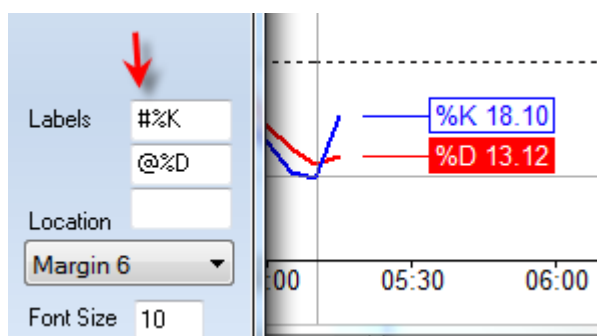 Labels #%K
@%D
Location
Margin 6
Font Size 10
%K 18.10
%D 13.12
:00 05:30 06:00